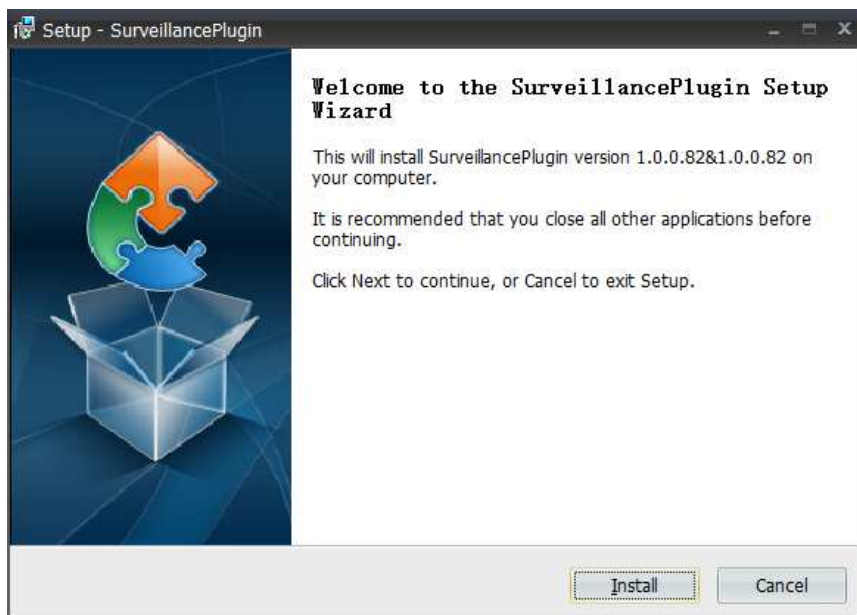 Setup - SurveillancePlugin
Welcome to the SurveillancePlugin Setup
Wizard
This will install SurveillancePlugin version 1.0.0.82&1.0.0.82 on
your computer.
It is recommended that you close all other applications before
continuing.
Click Next to continue, or Cancel to exit Setup.
Install
Cancel